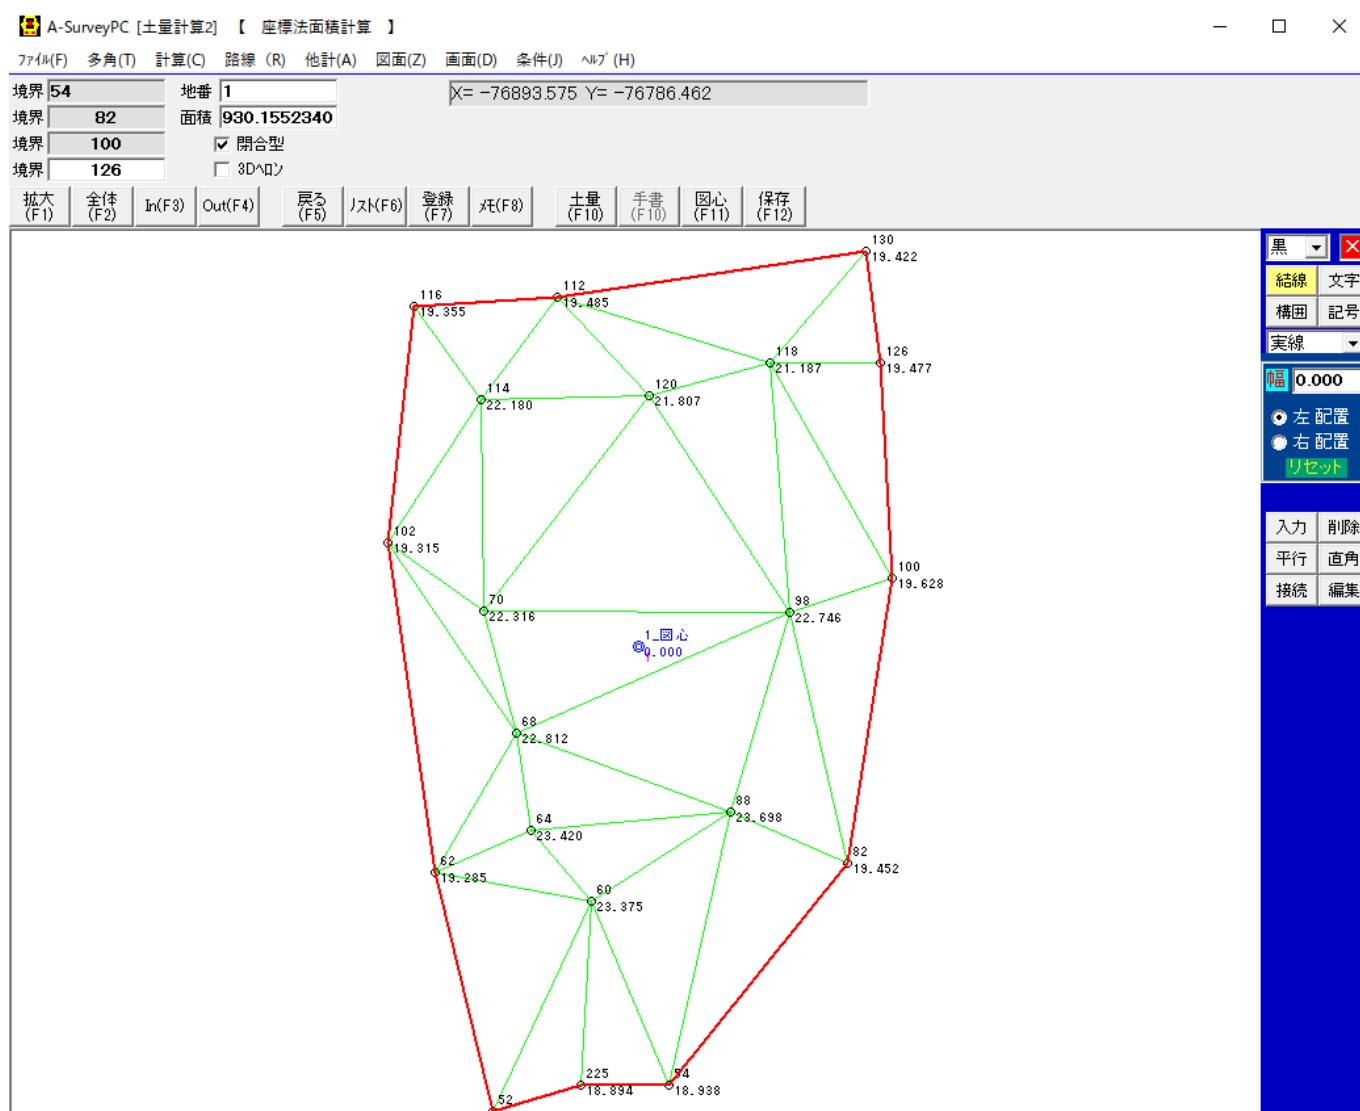 A-SurveyPC [土量計算2] 【 座標法面積計算 】
ﾌｧｲﾙ(F) 多角(T) 計算(C) 路線 (R) 他計(A) 図面(Z) 画面(D) 条件(J) ﾍﾙﾌﾟ(H)
境界 54 地番 1 X= -76893.575 Y= -76786.462
境界 82 面積 930.1552340
境界 100 閉合型
境界 126 3Dﾍﾛﾝ
拡大(F1) 全体(F2) In(F3) Out(F4) 戻る(F5) ﾘｽﾄ(F6) 登録(F7) ﾒﾓ(F8) 土量(F10) 手書(F10) 図心(F11) 保存(F12)
130
19.422
116
19.355
112
19.485
118
21.187
126
19.477
114
22.180
120
21.807
102
19.315
100
19.628
70
22.316
98
22.746
1_図心
0.000
68
22.812
88
23.698
64
23.420
82
19.452
62
19.285
60
23.375
225
18.894
54
18.938
52
黒
結線 文字
構囲 記号
実線
幅 0.000
左 配置
右 配置
リセット
入力 削除
平行 直角
接続 編集